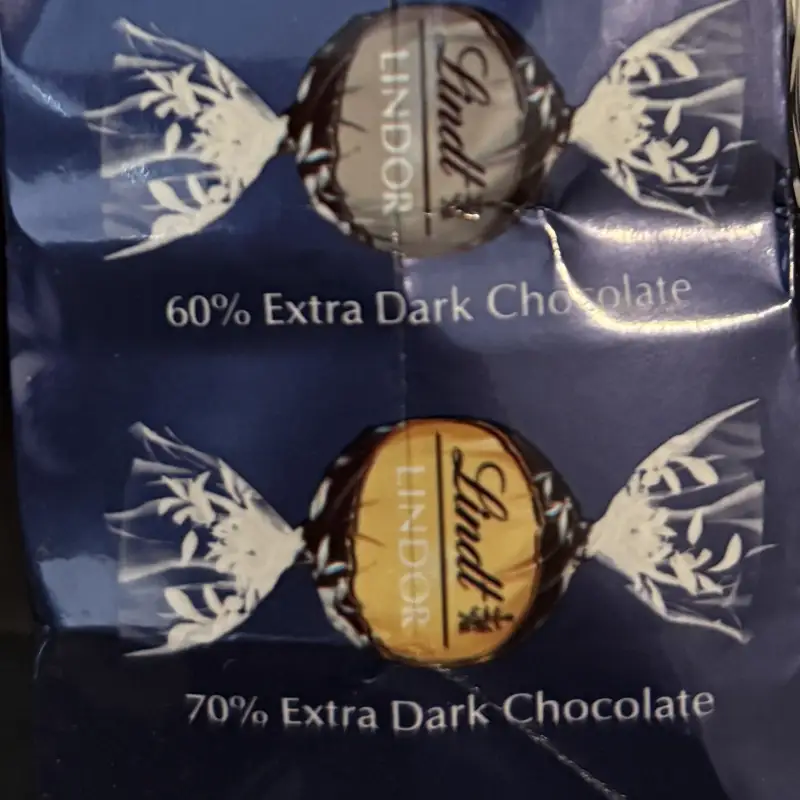 Lindt
LINDOR
60% Extra Dark Chocolate
Lindt
LINDOR
70% Extra Dark Chocolate